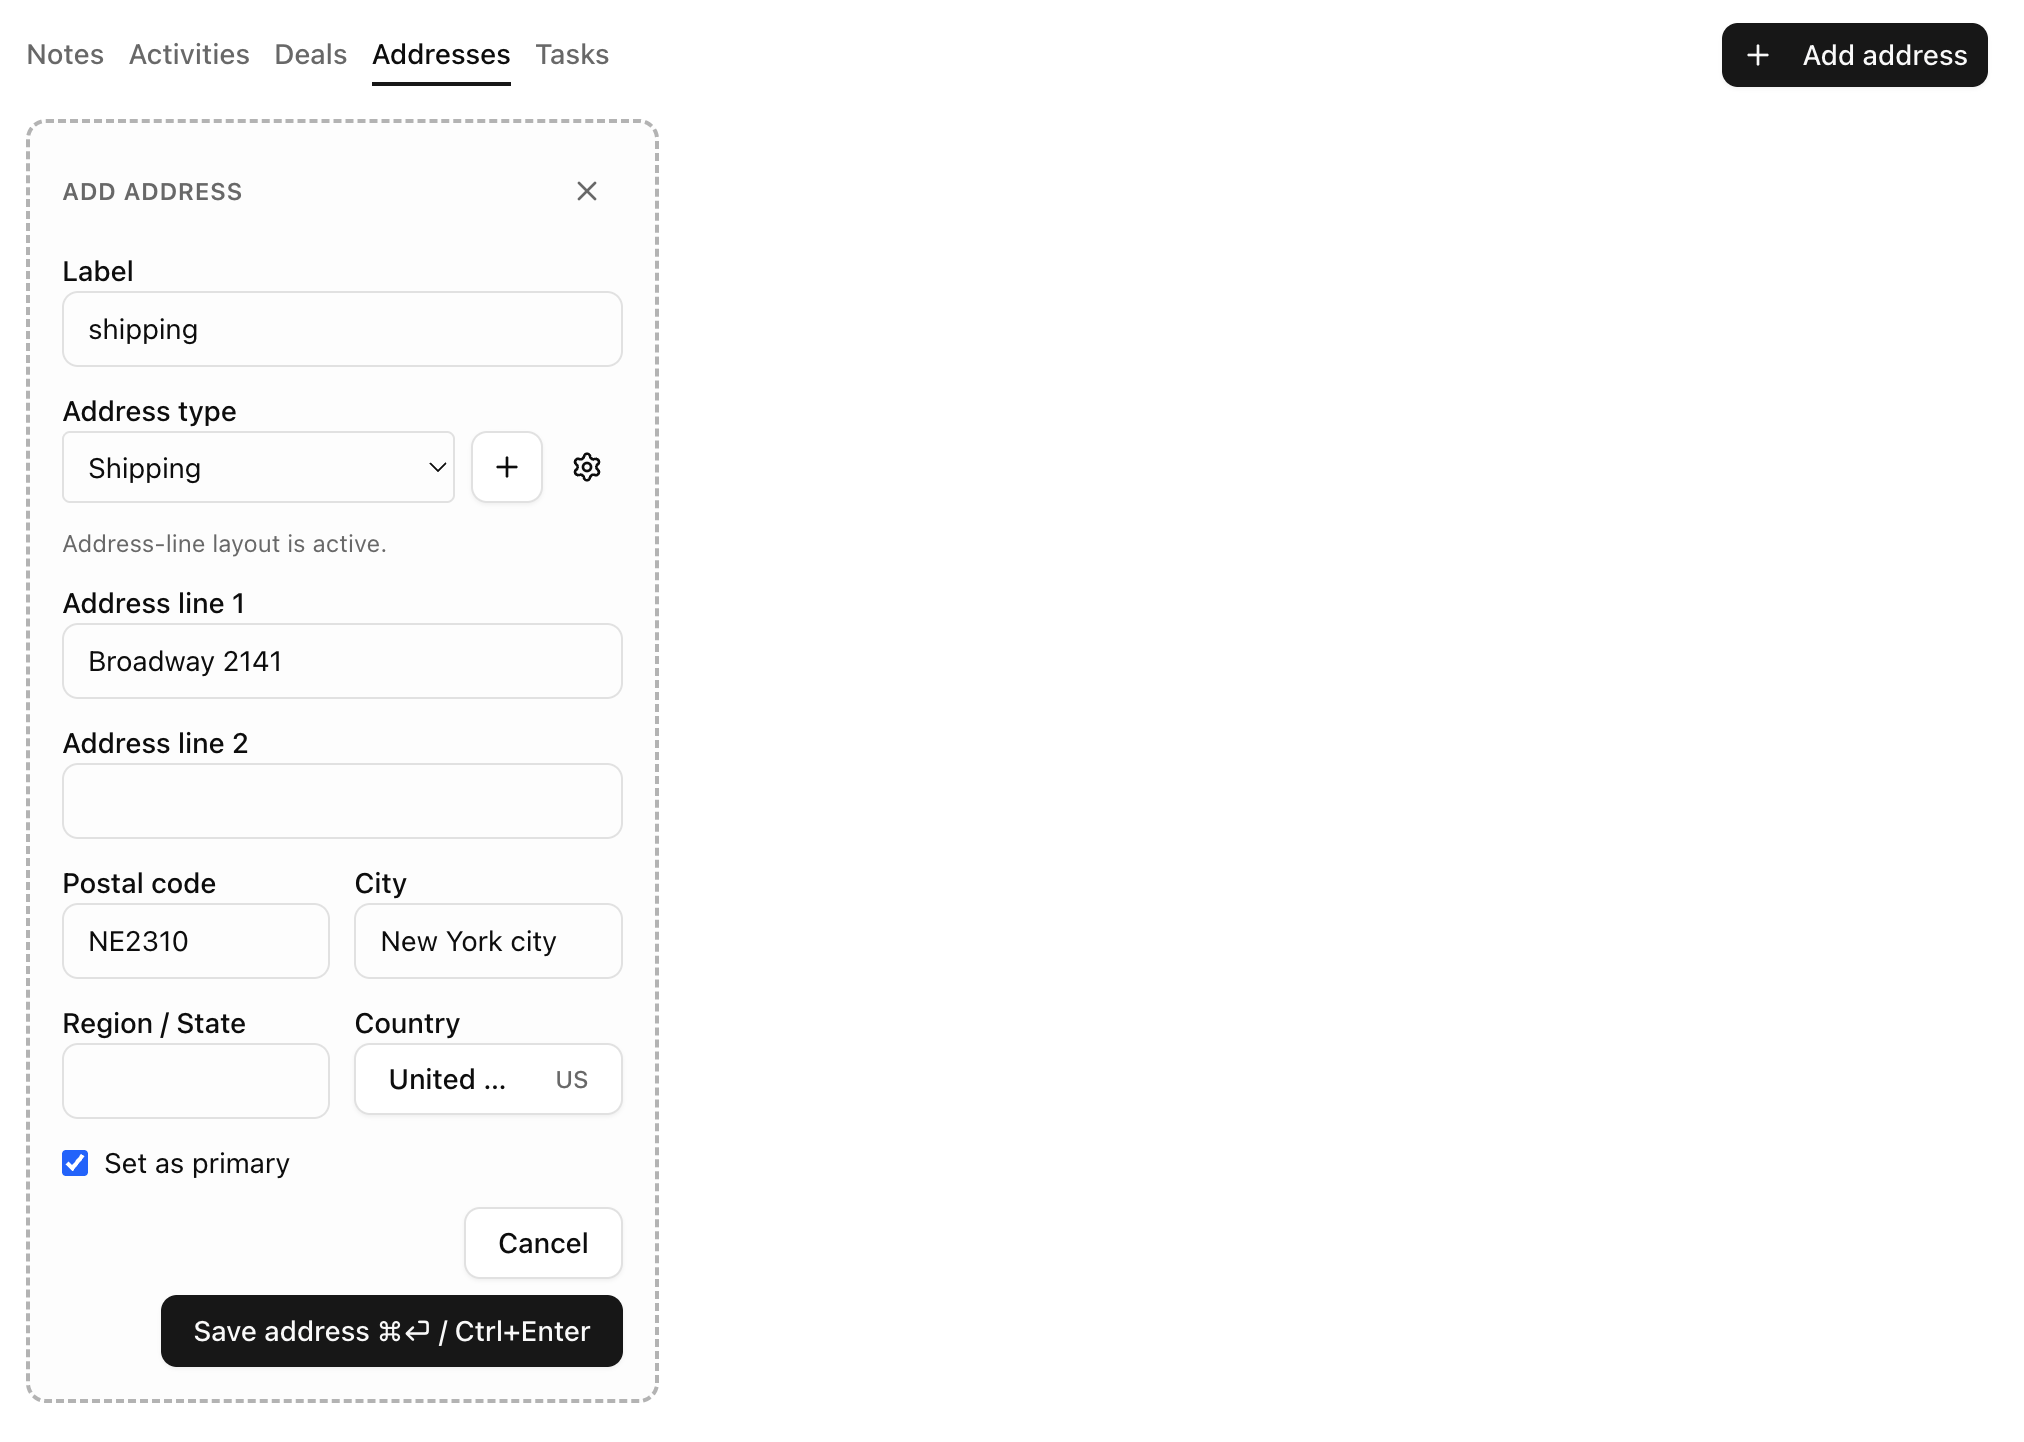 Notes Activities Deals Addresses Tasks
Add address
ADD ADDRESS
Label
shipping
Address type
Shipping
Address-line layout is active.
Address line 1
Broadway 2141
Address line 2
Postal code City
NE2310 New York city
Region / State Country
United ... US
Set as primary
Cancel
Save address ⌘⏎ / Ctrl+Enter